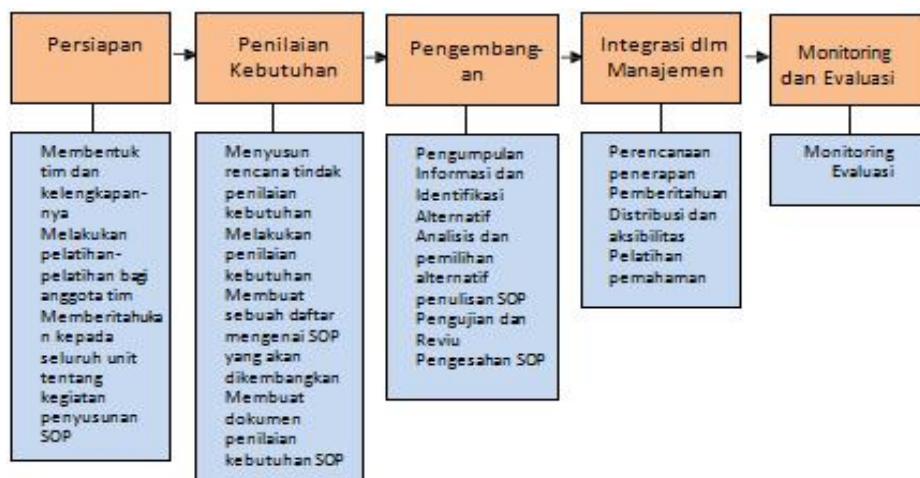 Persiapan
Penilaian
Kebutuhan
Pengembang-
an
Integrasi dlm
Manajemen
Monitoring
dan Evaluasi
Membentuk
tim dan
kelengkapan-
nya
Melakukan
pelatihan-
pelatihan bagi
anggota tim
Memberitahuka
n kepada
seluruh unit
tentang
kegiatan
penyusunan
SOP
Menyusun
rencana tindak
penilaian
kebutuhan
Melakukan
penilaian
kebutuhan
Membuat
sebuah daftar
mengenai SOP
yang akan
dikembangkan
Membuat
dokumen
penilaian
kebutuhan SOP
Pengumpulan
Informasi dan
Identifikasi
Alternatif
Analisis dan
pemilihan
alternatif
penulisan SOP
Pengujian dan
Reviu
Pengesahan SOP
Perencanaan
penerapan
Pemberitahuan
Distribusi dan
aksibilitas
Pelatihan
pemahaman
Monitoring
Evaluasi